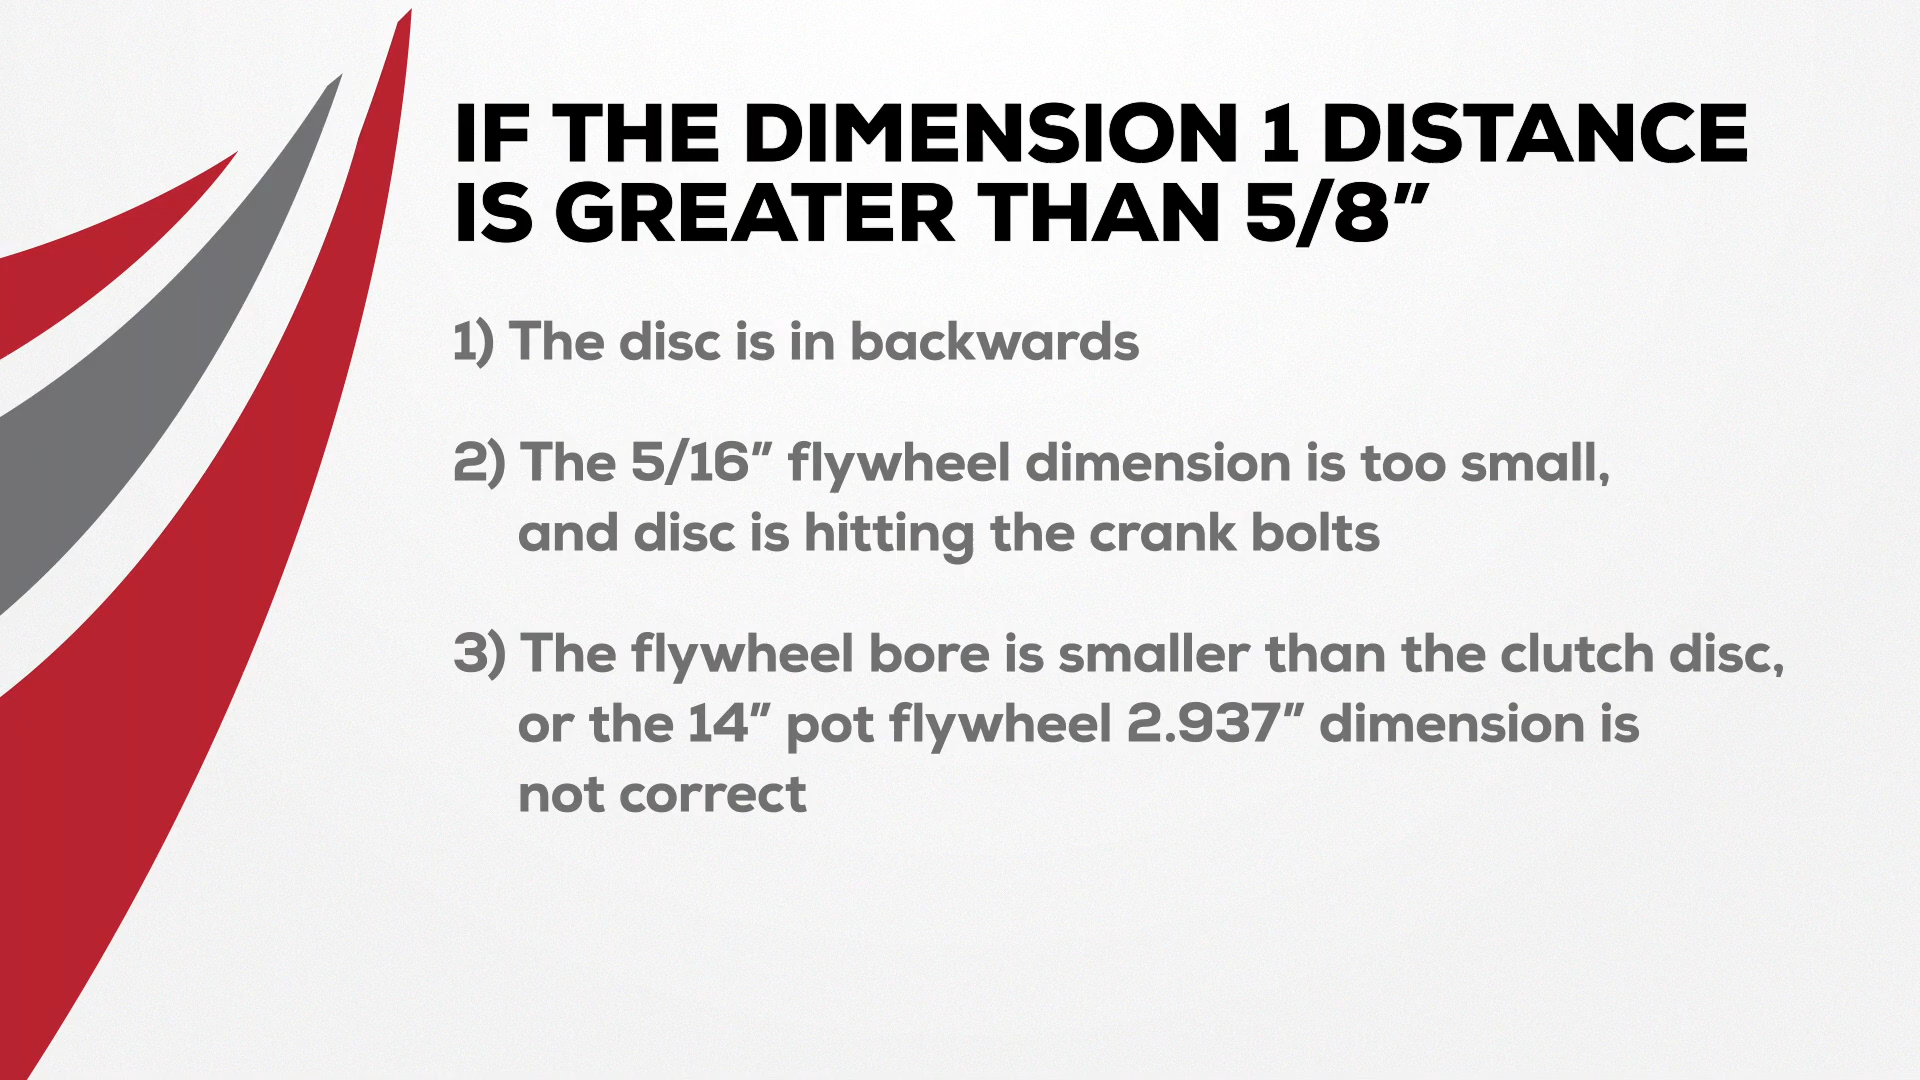 IF THE DIMENSION 1 DISTANCE
IS GREATER THAN 5/8”
1) The disc is in backwards
2) The 5/16” flywheel dimension is too small,
and disc is hitting the crank bolts
3) The flywheel bore is smaller than the clutch disc,
or the 14” pot flywheel 2.937” dimension is
not correct